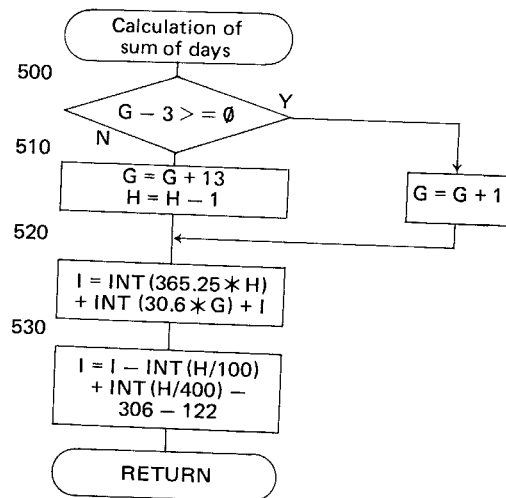 Calculation of
sum of days
500
G – 3 > = Ø
Y
N
510
G = G + 13
H = H – 1
G = G + 1
520
I = INT (365.25 * H)
+ INT (30.6 * G) + I
530
I = I – INT (H/100)
+ INT (H/400) –
306 – 122
RETURN